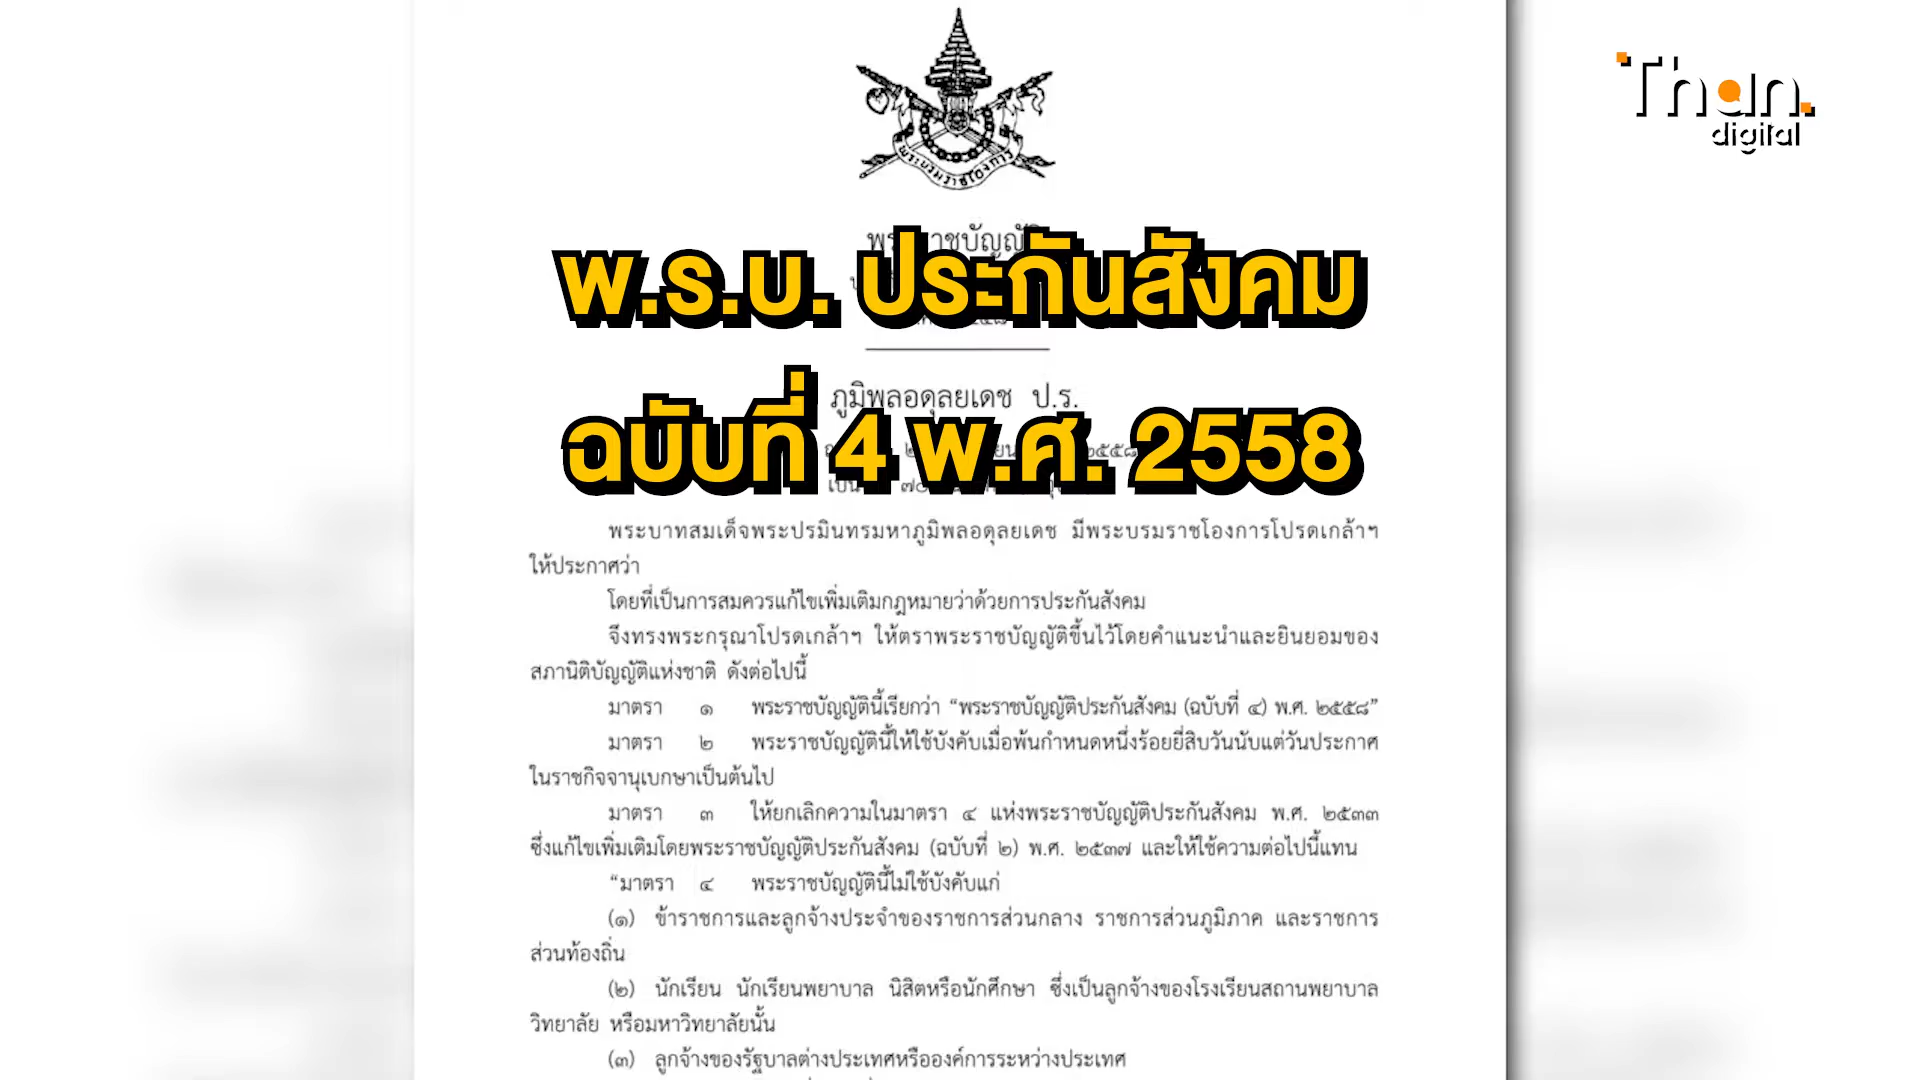 พระบรมราชโองการ
Than
digital
พ.ร.บ. ประกันสังคม
ภูมิพลอดุลยเดช ป.ร.
ฉบับที่ 4 พ.ศ. 2558
พระบาทสมเด็จพระปรมินทรมหาภูมิพลอดุลยเดช มีพระบรมราชโองการโปรดเกล้าฯ
ให้ประกาศว่า
โดยที่เป็นการสมควรแก้ไขเพิ่มเติมกฎหมายว่าด้วยการประกันสังคม
จึงทรงพระกรุณาโปรดเกล้าฯ ให้ตราพระราชบัญญัติขึ้นไว้โดยคำแนะนำและยินยอมของ
สภานิติบัญญัติแห่งชาติ ดังต่อไปนี้
มาตรา ๑ พระราชบัญญัตินี้เรียกว่า “พระราชบัญญัติประกันสังคม (ฉบับที่ ๔) พ.ศ. ๒๕๕๘”
มาตรา ๒ พระราชบัญญัตินี้ให้ใช้บังคับเมื่อพ้นกำหนดหนึ่งร้อยยี่สิบวันนับแต่วันประกาศ
ในราชกิจจานุเบกษาเป็นต้นไป
มาตรา ๓ ให้ยกเลิกความในมาตรา ๔ แห่งพระราชบัญญัติประกันสังคม พ.ศ. ๒๕๓๓
ซึ่งแก้ไขเพิ่มเติมโดยพระราชบัญญัติประกันสังคม (ฉบับที่ ๒) พ.ศ. ๒๕๓๗ และให้ใช้ความต่อไปนี้แทน
“มาตรา ๔ พระราชบัญญัตินี้ไม่ใช้บังคับแก่
(๑) ข้าราชการและลูกจ้างประจำของราชการส่วนกลาง ราชการส่วนภูมิภาค และราชการ
ส่วนท้องถิ่น
(๒) นักเรียน นักเรียนพยาบาล นิสิตหรือนักศึกษา ซึ่งเป็นลูกจ้างของโรงเรียนสถานพยาบาล
วิทยาลัย หรือมหาวิทยาลัยนั้น
(๓) ลูกจ้างของรัฐบาลต่างประเทศหรือองค์การระหว่างประเทศ